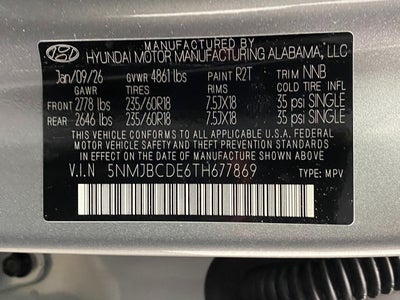 MANUFACTURED BY
HYUNDAI MOTOR MANUFACTURING ALABAMA, LLC
Jan/09/26 GVWR 4861 lbs PAINT R2T TRIM NNB
GAWR TIRES RIMS COLD TIRE INFL
FRONT 2778 lbs 235/60R18 7.5JX18 35 psi SINGLE
REAR 2646 lbs 235/60R18 7.5JX18 35 psi SINGLE
THIS VEHICLE CONFORMS TO ALL APPLICABLE U.S.A. FEDERAL
MOTOR VEHICLE SAFETY, BUMPER, AND THEFT PREVENTION
STANDARDS IN EFFECT ON THE DATE OF MANUFACTURE SHOWN ABOVE.
V.I.N 5NMJBCDE6TH677869 TYPE: MPV